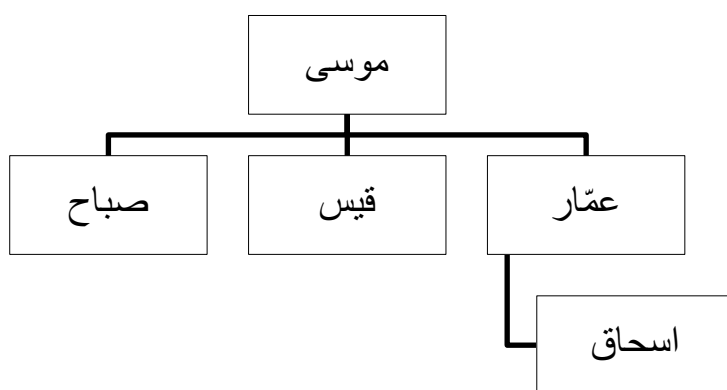 موسى
عمّار
قيس
صباح
اسحاق